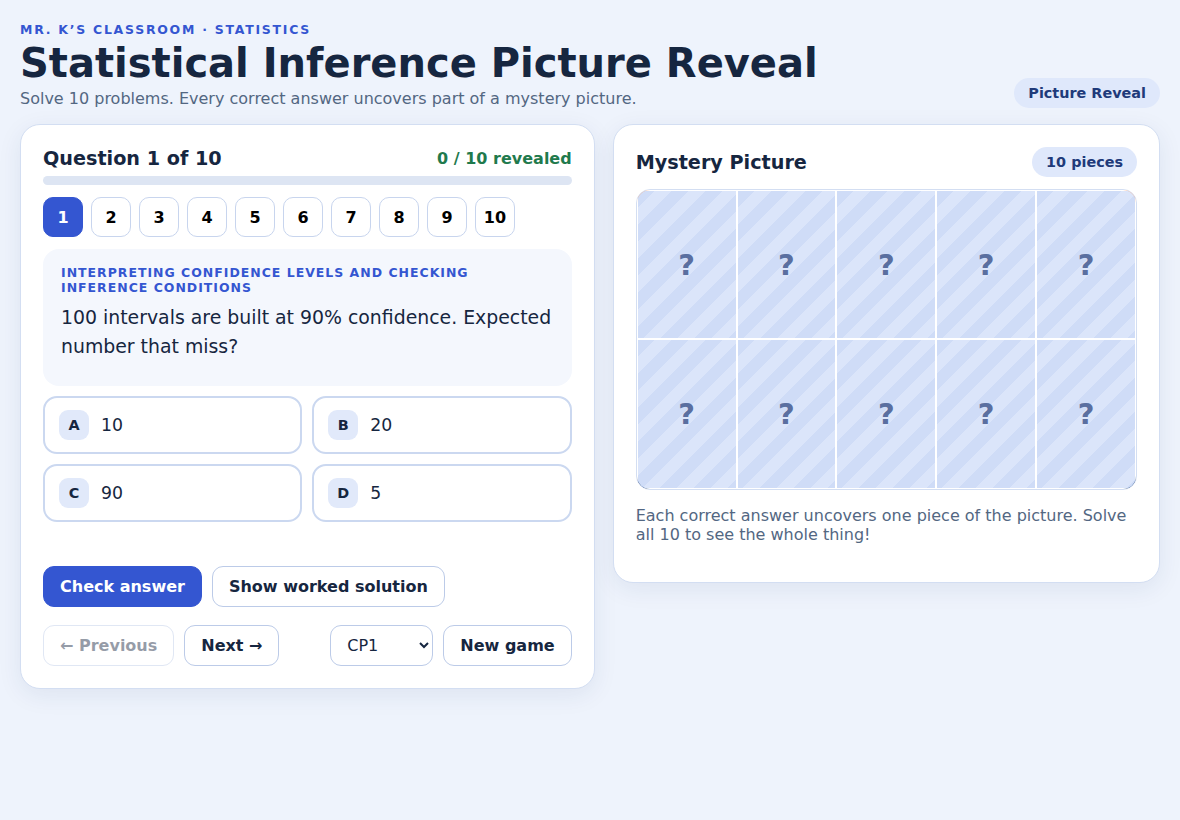 MR. K’S CLASSROOM · STATISTICS
Statistical Inference Picture Reveal
Solve 10 problems. Every correct answer uncovers part of a mystery picture.
Picture Reveal
Question 1 of 10
0 / 10 revealed
1 2 3 4 5 6 7 8 9 10
INTERPRETING CONFIDENCE LEVELS AND CHECKING
INFERENCE CONDITIONS
100 intervals are built at 90% confidence. Expected
number that miss?
A 10
B 20
C 90
D 5
Check answer
Show worked solution
← Previous
Next →
CP1
New game
Mystery Picture
10 pieces
? ? ? ? ?
? ? ? ? ?
Each correct answer uncovers one piece of the picture. Solve
all 10 to see the whole thing!